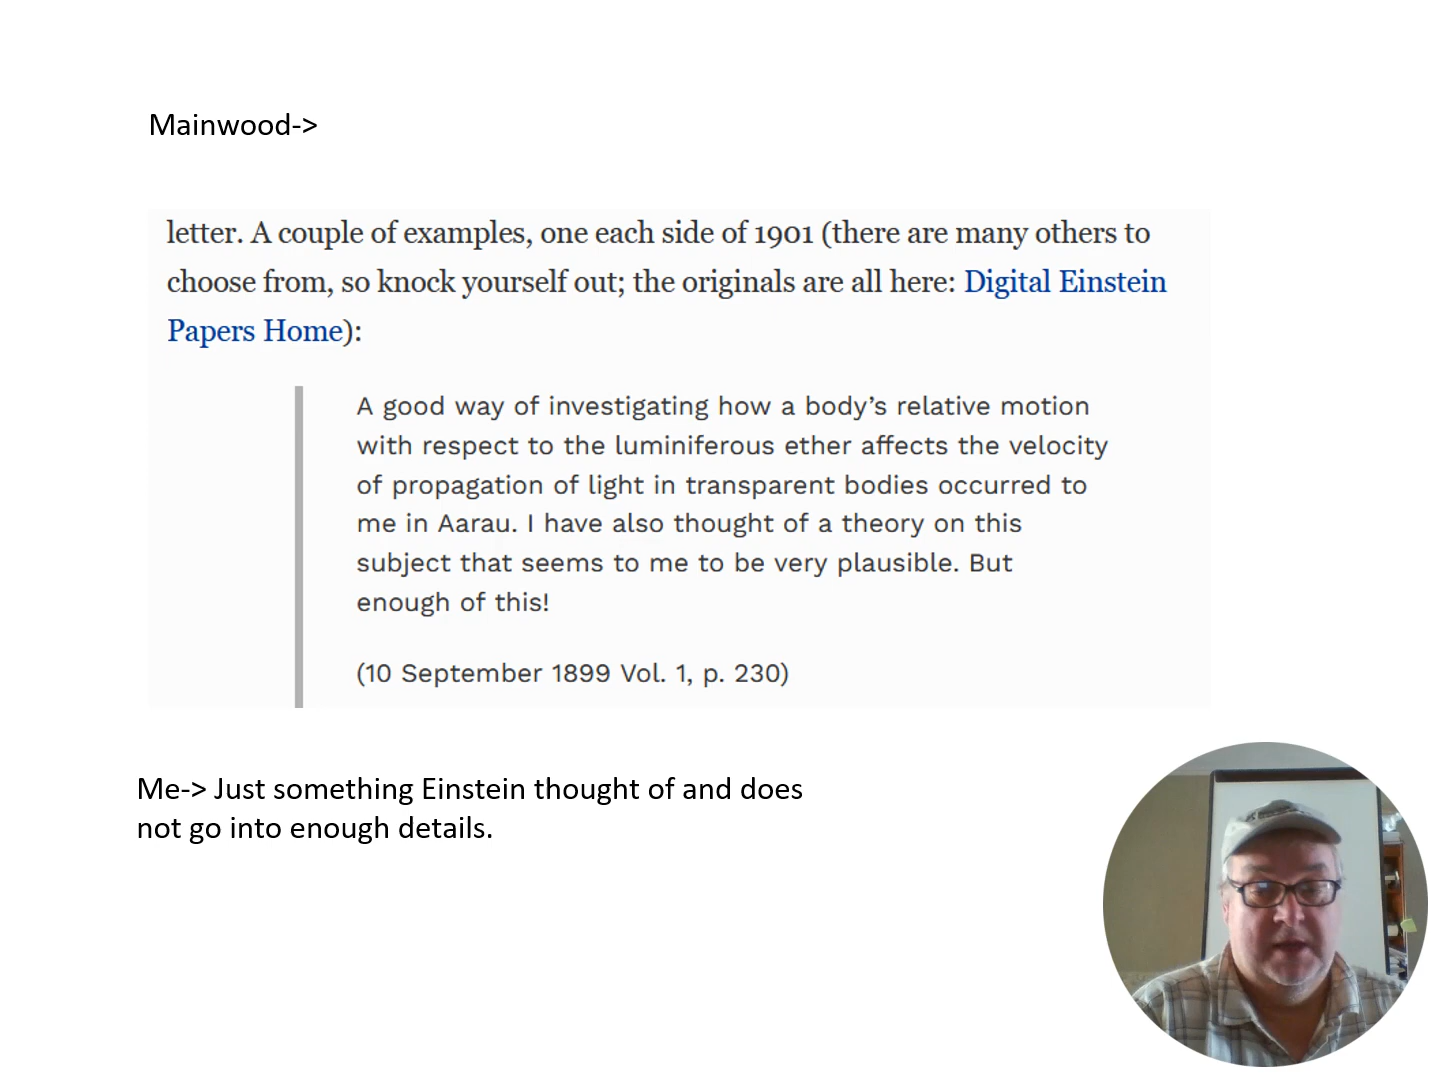 Mainwood->
letter. A couple of examples, one each side of 1901 (there are many others to
choose from, so knock yourself out; the originals are all here: Digital Einstein
Papers Home):
A good way of investigating how a body’s relative motion
with respect to the luminiferous ether affects the velocity
of propagation of light in transparent bodies occurred to
me in Aarau. I have also thought of a theory on this
subject that seems to me to be very plausible. But
enough of this!
(10 September 1899 Vol. 1, p. 230)
Me-> Just something Einstein thought of and does
not go into enough details.